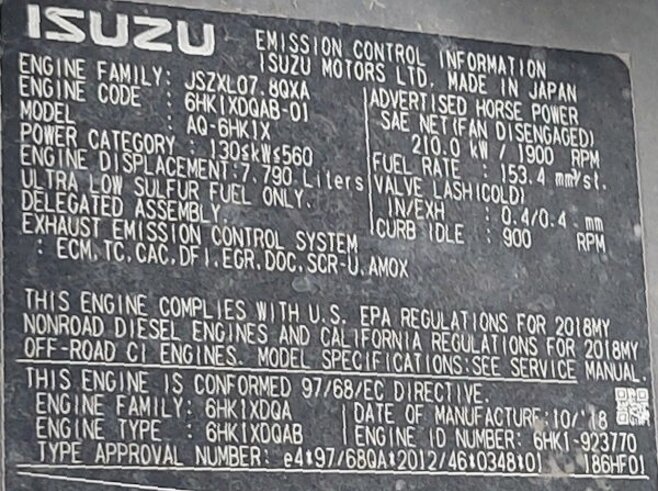 ISUZU
EMISSION CONTROL INFORMATION
ISUZU MOTORS LTD. MADE IN JAPAN
ENGINE FAMILY: JSZXL07.8QXA
ENGINE CODE : 6HK1XDQAB-01
MODEL : AQ-6HK1X
POWER CATEGORY : 130≤kW≤560
ENGINE DISPLACEMENT:7.790 Liters
ULTRA LOW SULFUR FUEL ONLY.
DELEGATED ASSEMBLY.
EXHAUST EMISSION CONTROL SYSTEM
: ECM,TC,CAC,DFI,EGR,DOC,SCR-U,AMOX
ADVERTISED HORSE POWER
SAE NET(FAN DISENGAGED)
210.0 kW / 1900 RPM
FUEL RATE : 153.4 mm³/st.
VALVE LASH(COLD)
IN/EXH : 0.4/0.4 mm
CURB IDLE : 900 RPM
THIS ENGINE COMPLIES WITH U.S. EPA REGULATIONS FOR 2018MY
NONROAD DIESEL ENGINES AND CALIFORNIA REGULATIONS FOR 2018MY
OFF-ROAD CI ENGINES. MODEL SPECIFICATIONS:SEE SERVICE MANUAL.
THIS ENGINE IS CONFORMED 97/68/EC DIRECTIVE.
ENGINE FAMILY: 6HK1XDQA
ENGINE TYPE : 6HK1XDQAB
DATE OF MANUFACTURE:10/'18
ENGINE ID NUMBER: 6HK1-923770
TYPE APPROVAL NUMBER: e4*97/68QA*2012/46*0348*01 186HF01